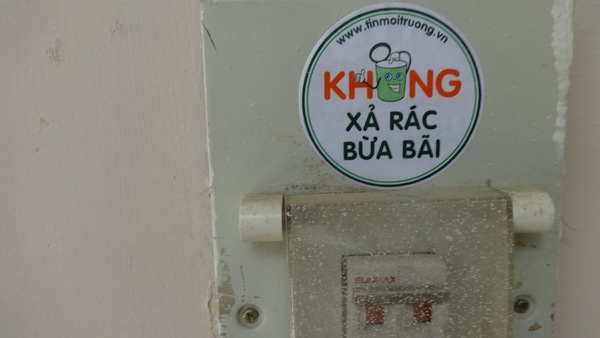 www.tinmoitruong.vn
KHÔNG
XẢ RÁC
BỪA BÃI